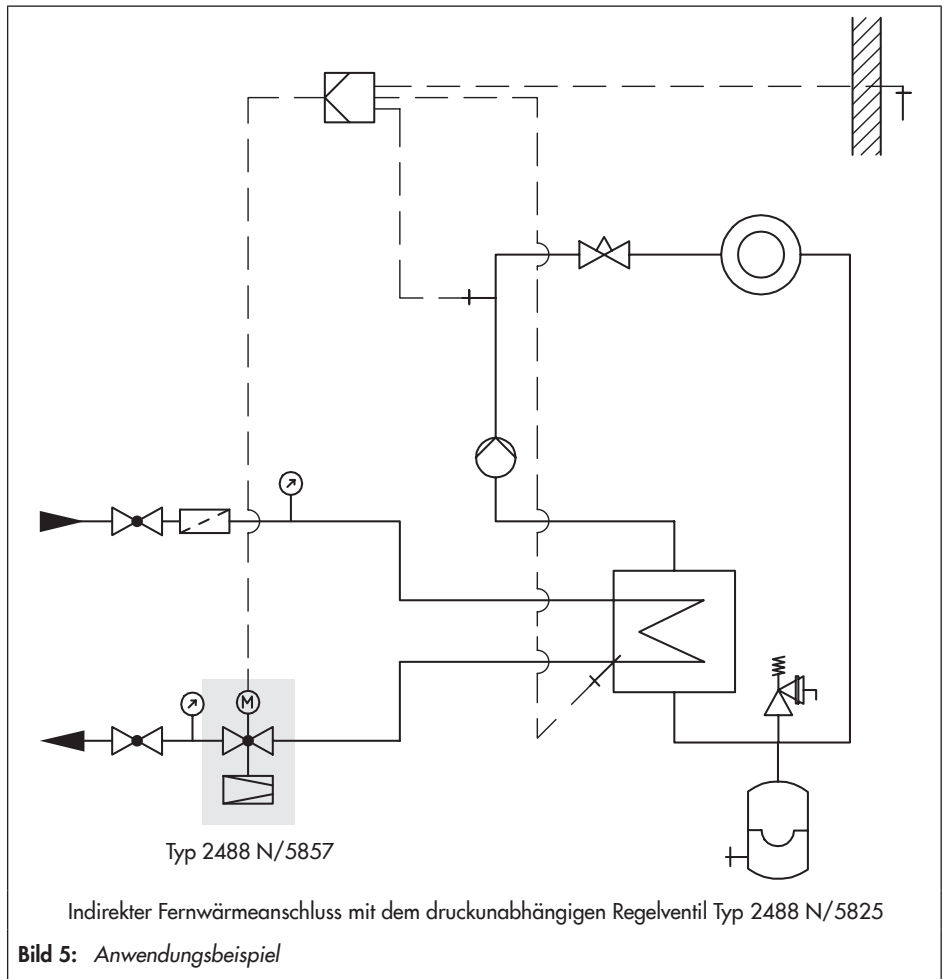 M
Typ 2488 N/5857
Indirekter Fernwärmeanschluss mit dem druckunabhängigen Regelventil Typ 2488 N/5825
Bild 5: Anwendungsbeispiel